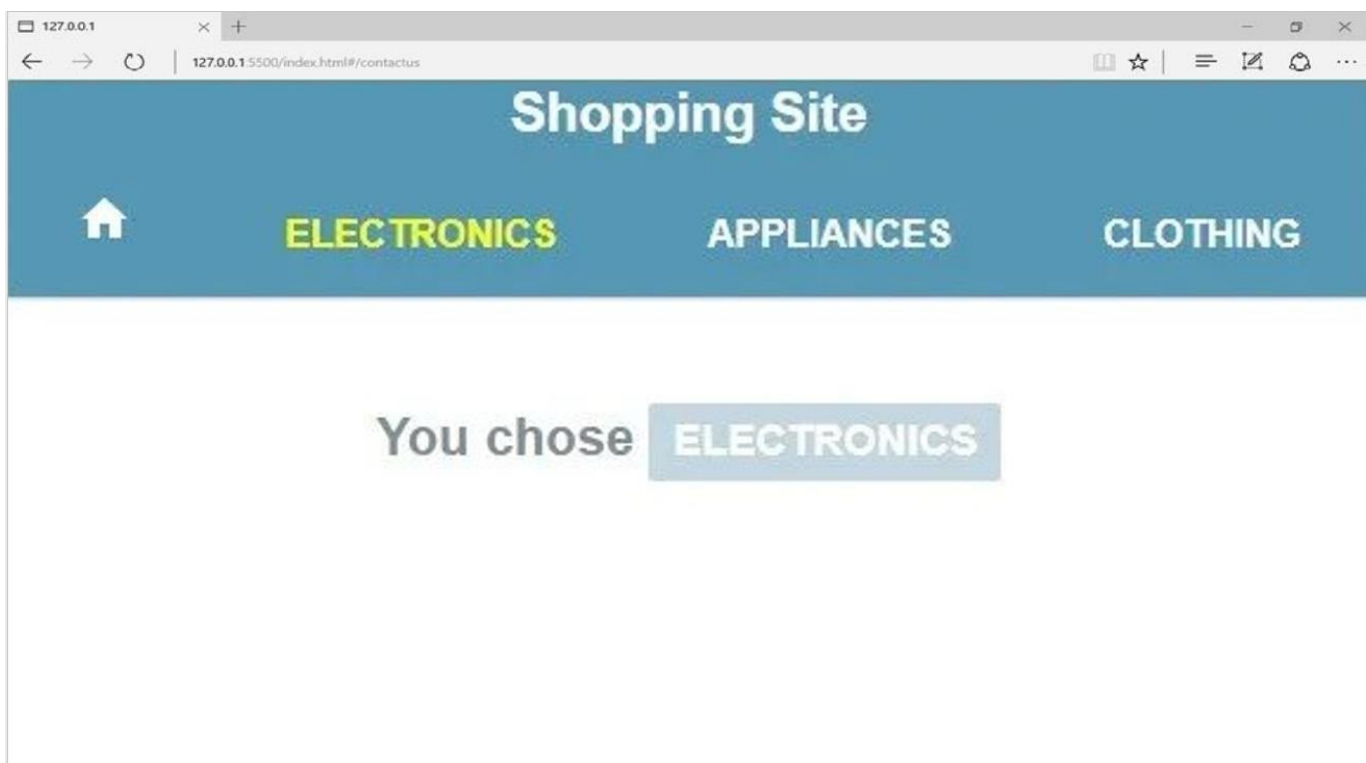 127.0.0.1
127.0.0.1:5500/index.html#/contactus
Shopping Site
ELECTRONICS APPLIANCES CLOTHING
You chose ELECTRONICS